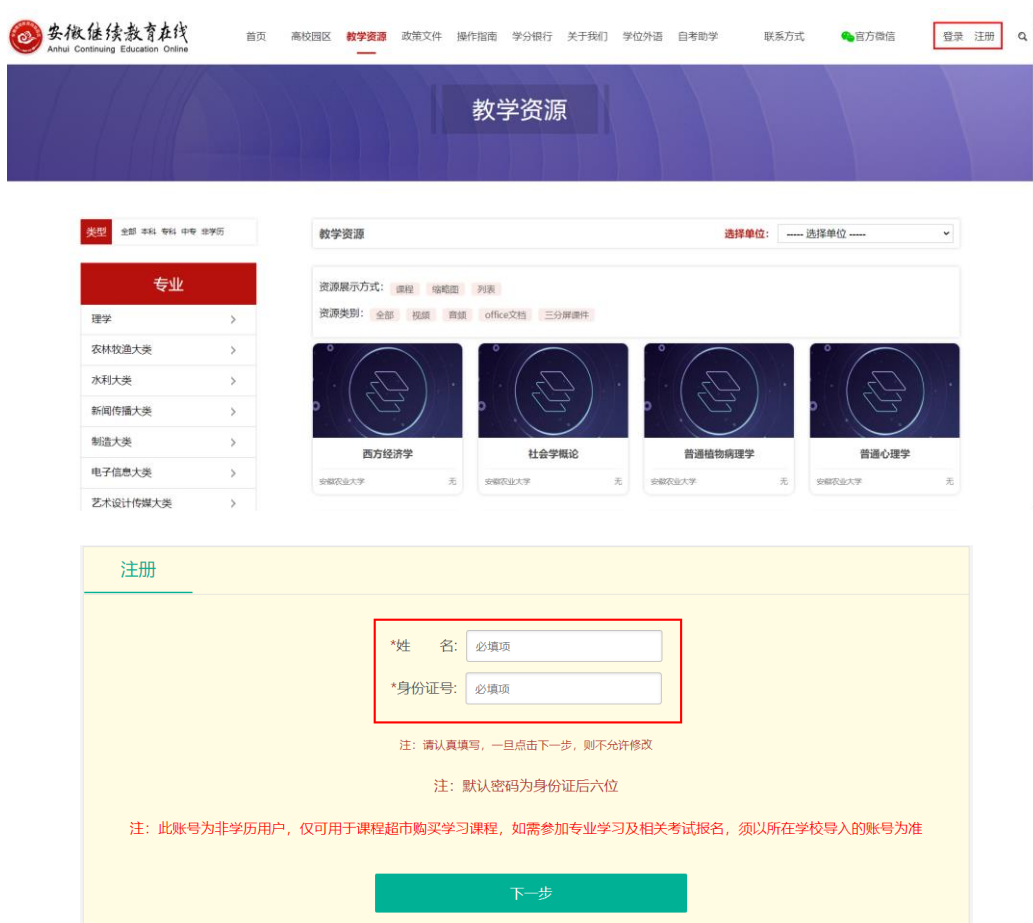 安徽继续教育在线
Anhui Continuing Education Online
首页 高校园区 教学资源 政策文件 操作指南 学分银行 关于我们 学位外语 自考助学 联系方式 官方微信 登录 注册
教学资源
类型 全部 本科 专科 中专 非学历
教学资源 选择单位: ----- 选择单位 -----
专业
资源展示方式: 课程 缩略图 列表
资源类别: 全部 视频 音频 office文档 三分屏课件
理学
农林牧渔大类
水利大类
新闻传播大类
制造大类
电子信息大类
艺术设计传媒大类
西方经济学 社会学概论 普通植物病理学 普通心理学
安徽农业大学 无 安徽农业大学 无 安徽农业大学 无 安徽农业大学 无
注册
*姓 名: 必填项
*身份证号: 必填项
注：请认真填写，一旦点击下一步，则不允许修改
注：默认密码为身份证后六位
注：此账号为非学历用户，仅可用于课程超市购买学习课程，如需参加专业学习及相关考试报名，须以所在学校导入的账号为准
下一步